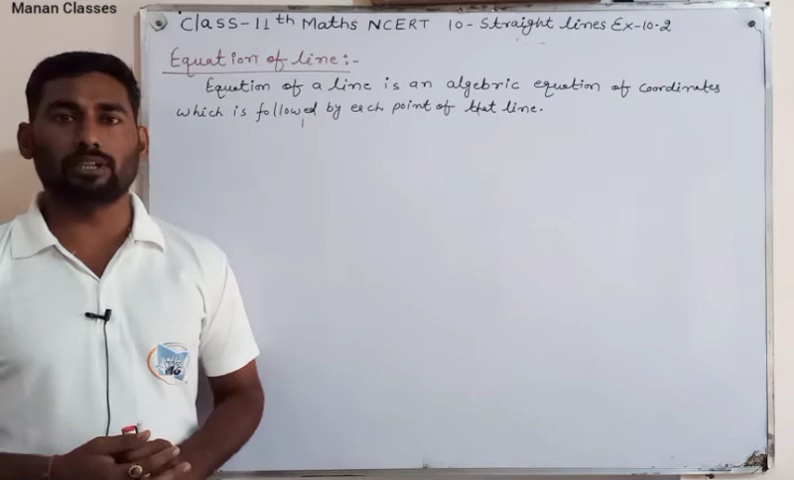 Manan Classes
Class-11th Maths NCERT 10-Straight lines Ex-10.2
Equation of line:-
Equation of a line is an algebric equation of coordinates
which is followed by each point of that line.